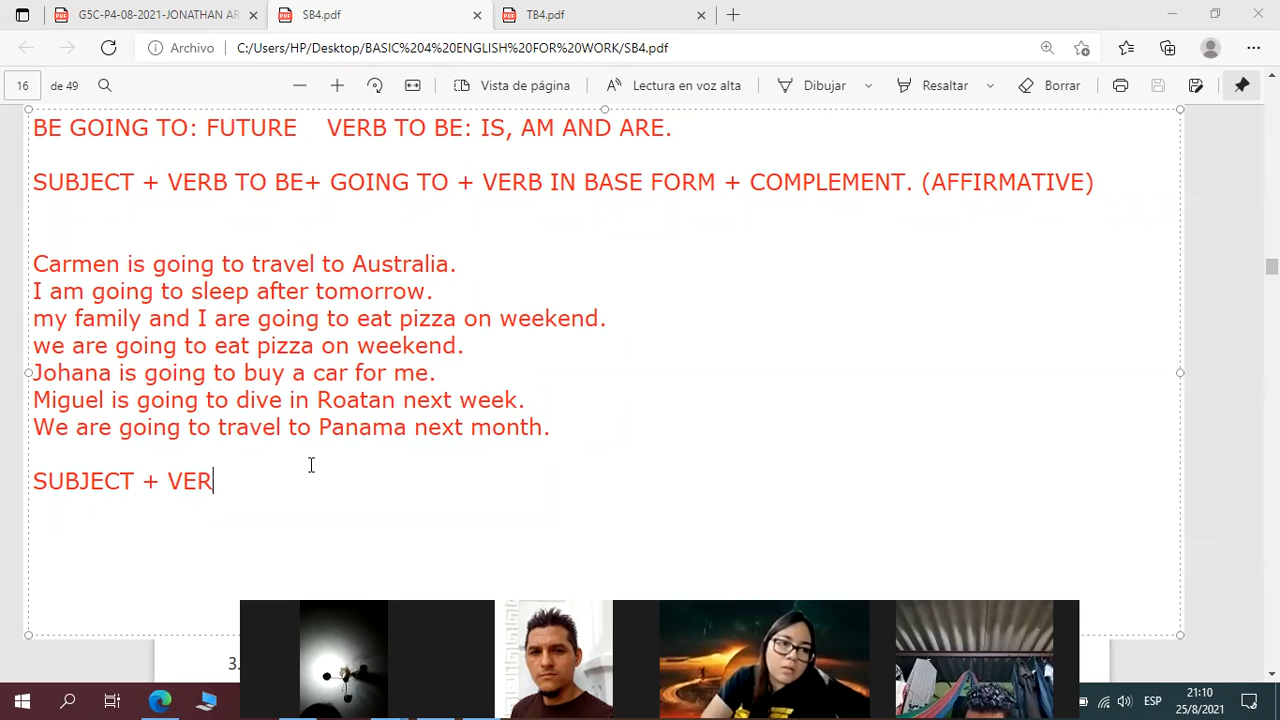 G5C-P4-08-2021-JONATHAN AR
SB4.pdf
TB4.pdf
Archivo
C:/Users/HP/Desktop/BASIC%204%20ENGLISH%20FOR%20WORK/SB4.pdf
16
de 49
Vista de página
Lectura en voz alta
Dibujar
Resaltar
Borrar
BE GOING TO: FUTURE    VERB TO BE: IS, AM AND ARE.
SUBJECT + VERB TO BE+ GOING TO + VERB IN BASE FORM + COMPLEMENT. (AFFIRMATIVE)
Carmen is going to travel to Australia.
I am going to sleep after tomorrow.
my family and I are going to eat pizza on weekend.
we are going to eat pizza on weekend.
Johana is going to buy a car for me.
Miguel is going to dive in Roatan next week.
We are going to travel to Panama next month.
SUBJECT + VER
3.
ESP
21:10
25/8/2021